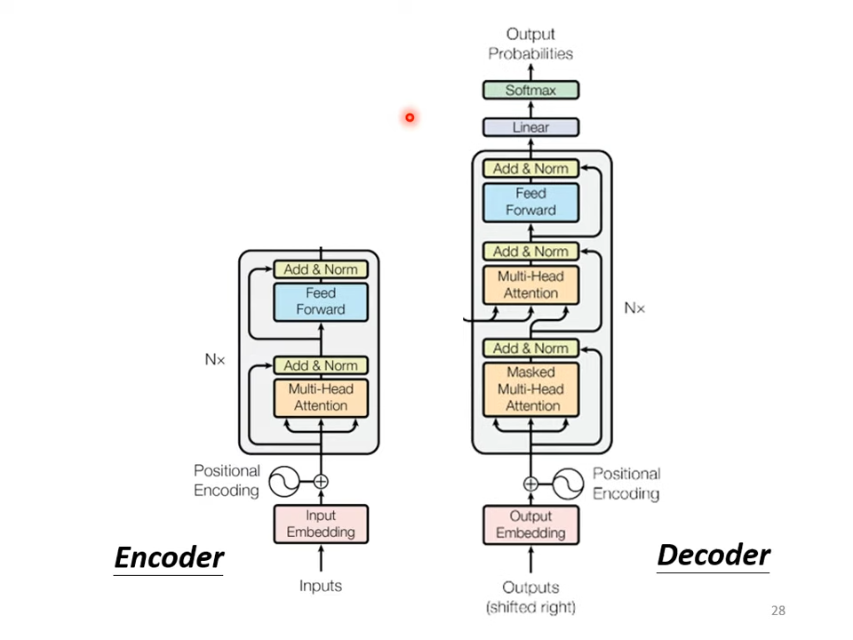 Encoder
Nx
Add & Norm
Feed
Forward
Add & Norm
Multi-Head
Attention
Positional
Encoding
Input
Embedding
Inputs
Output
Probabilities
Softmax
Linear
Add & Norm
Feed
Forward
Add & Norm
Multi-Head
Attention
Nx
Add & Norm
Masked
Multi-Head
Attention
Positional
Encoding
Output
Embedding
Outputs
(shifted right)
Decoder
28